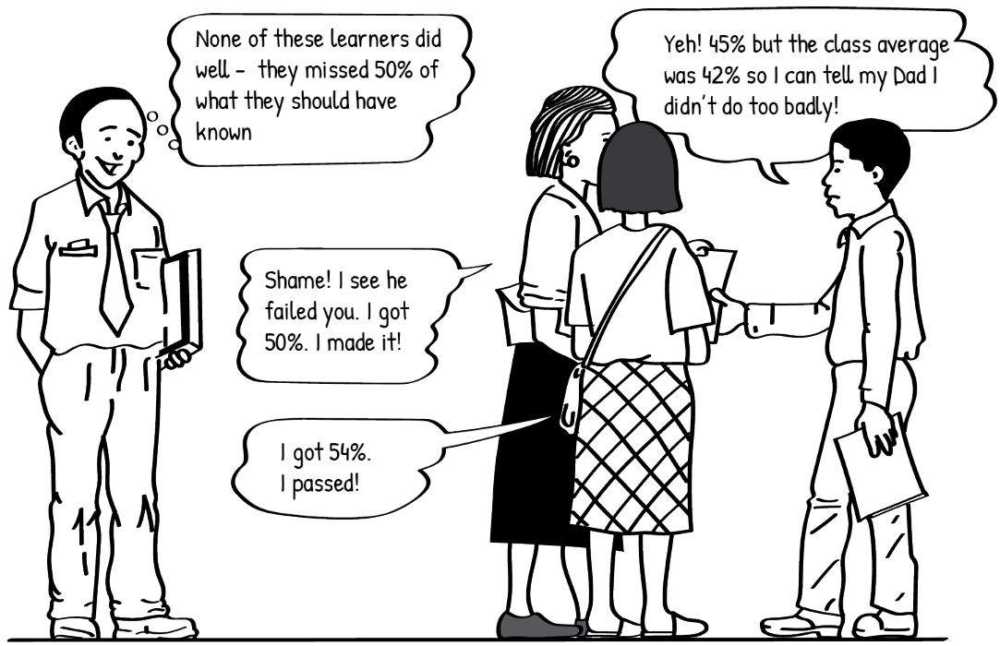 None of these learners did
well - they missed 50% of
what they should have
known
Yeh! 45% but the class average
was 42% so I can tell my Dad I
didn't do too badly!
Shame! I see he
failed you. I got
50%. I made it!
I got 54%.
I passed!